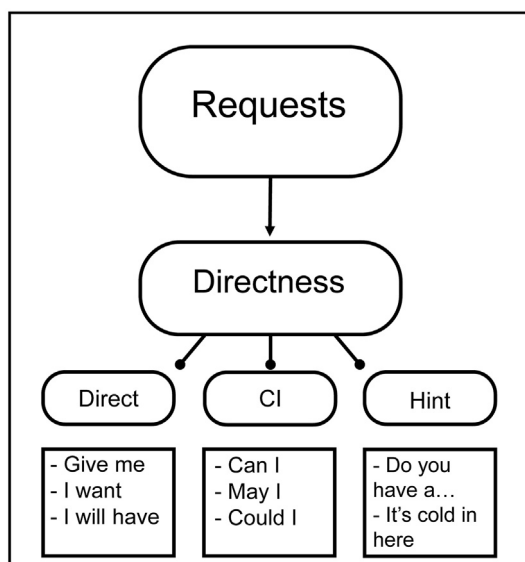 Requests
Directness
Direct
CI
Hint
- Give me
- I want
- I will have
- Can I
- May I
- Could I
- Do you
have a…
- It's cold in
here